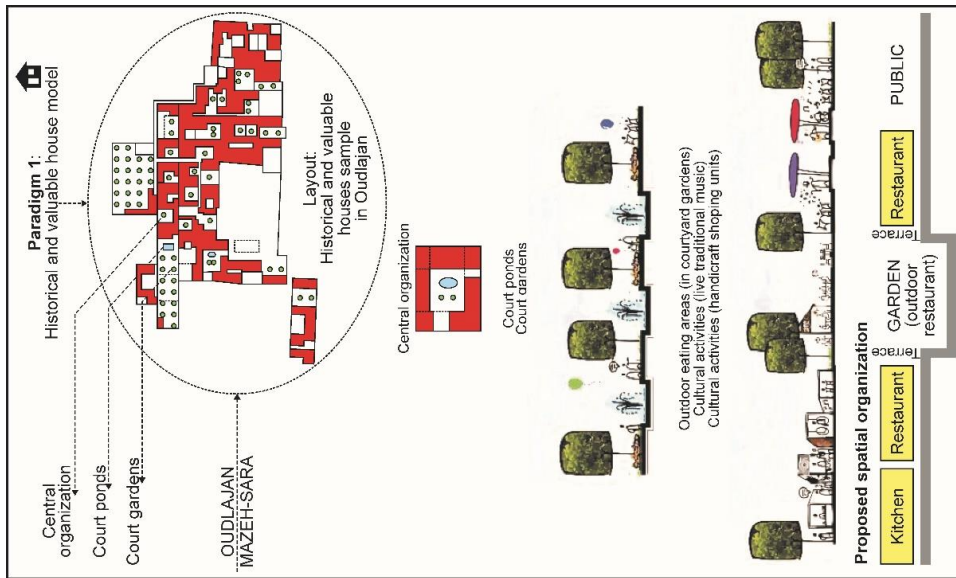 Paradigm 1:
Historical and valuable house model
Central
organization
Court ponds
Court gardens
OUDLAJAN
MAZEH-SARA
Layout:
Historical and valuable
houses sample
in Oudlajan
Central organization
Court ponds
Court gardens
Outdoor eating areas (in courtyard gardens)
Cultural activities (live traditional music)
Cultural activities (handicraft shoping units)
Proposed spatial organization
Kitchen
Restaurant
Terrace
GARDEN
(outdoor
restaurant)
Terrace
Restaurant
PUBLIC